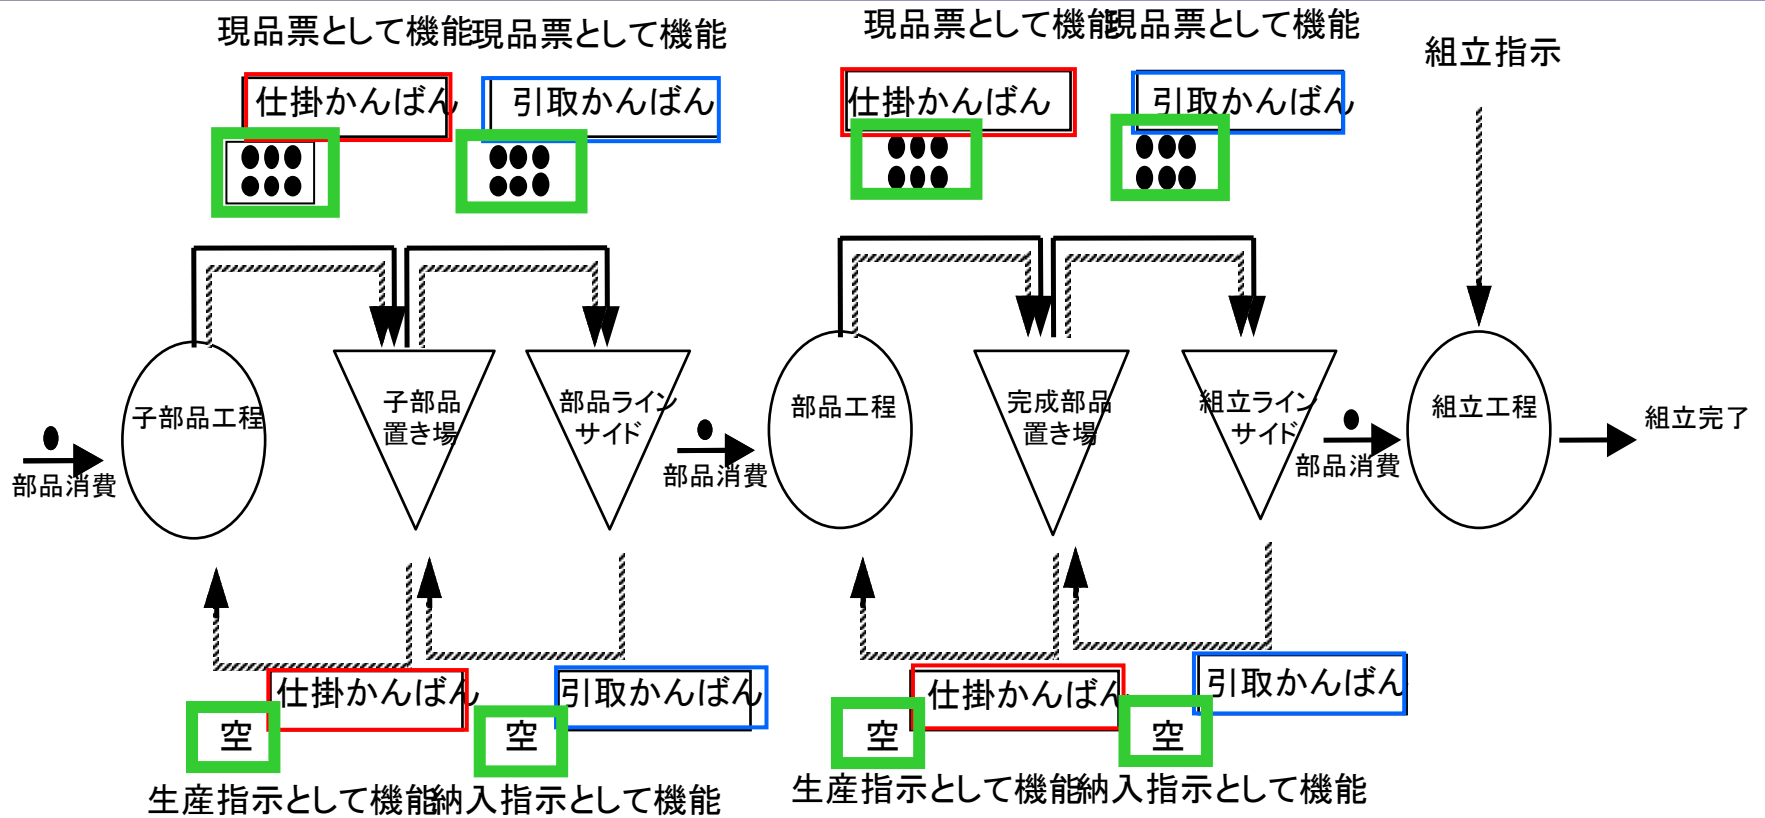 現品票として機能
現品票として機能
現品票として機能
現品票として機能
組立指示
仕掛かんばん
引取かんばん
仕掛かんばん
引取かんばん
子部品工程
子部品
置き場
部品ライン
サイド
部品工程
完成部品
置き場
組立ライン
サイド
組立工程
組立完了
部品消費
部品消費
部品消費
仕掛かんばん
引取かんばん
仕掛かんばん
引取かんばん
空
空
空
空
生産指示として機能
納入指示として機能
生産指示として機能
納入指示として機能